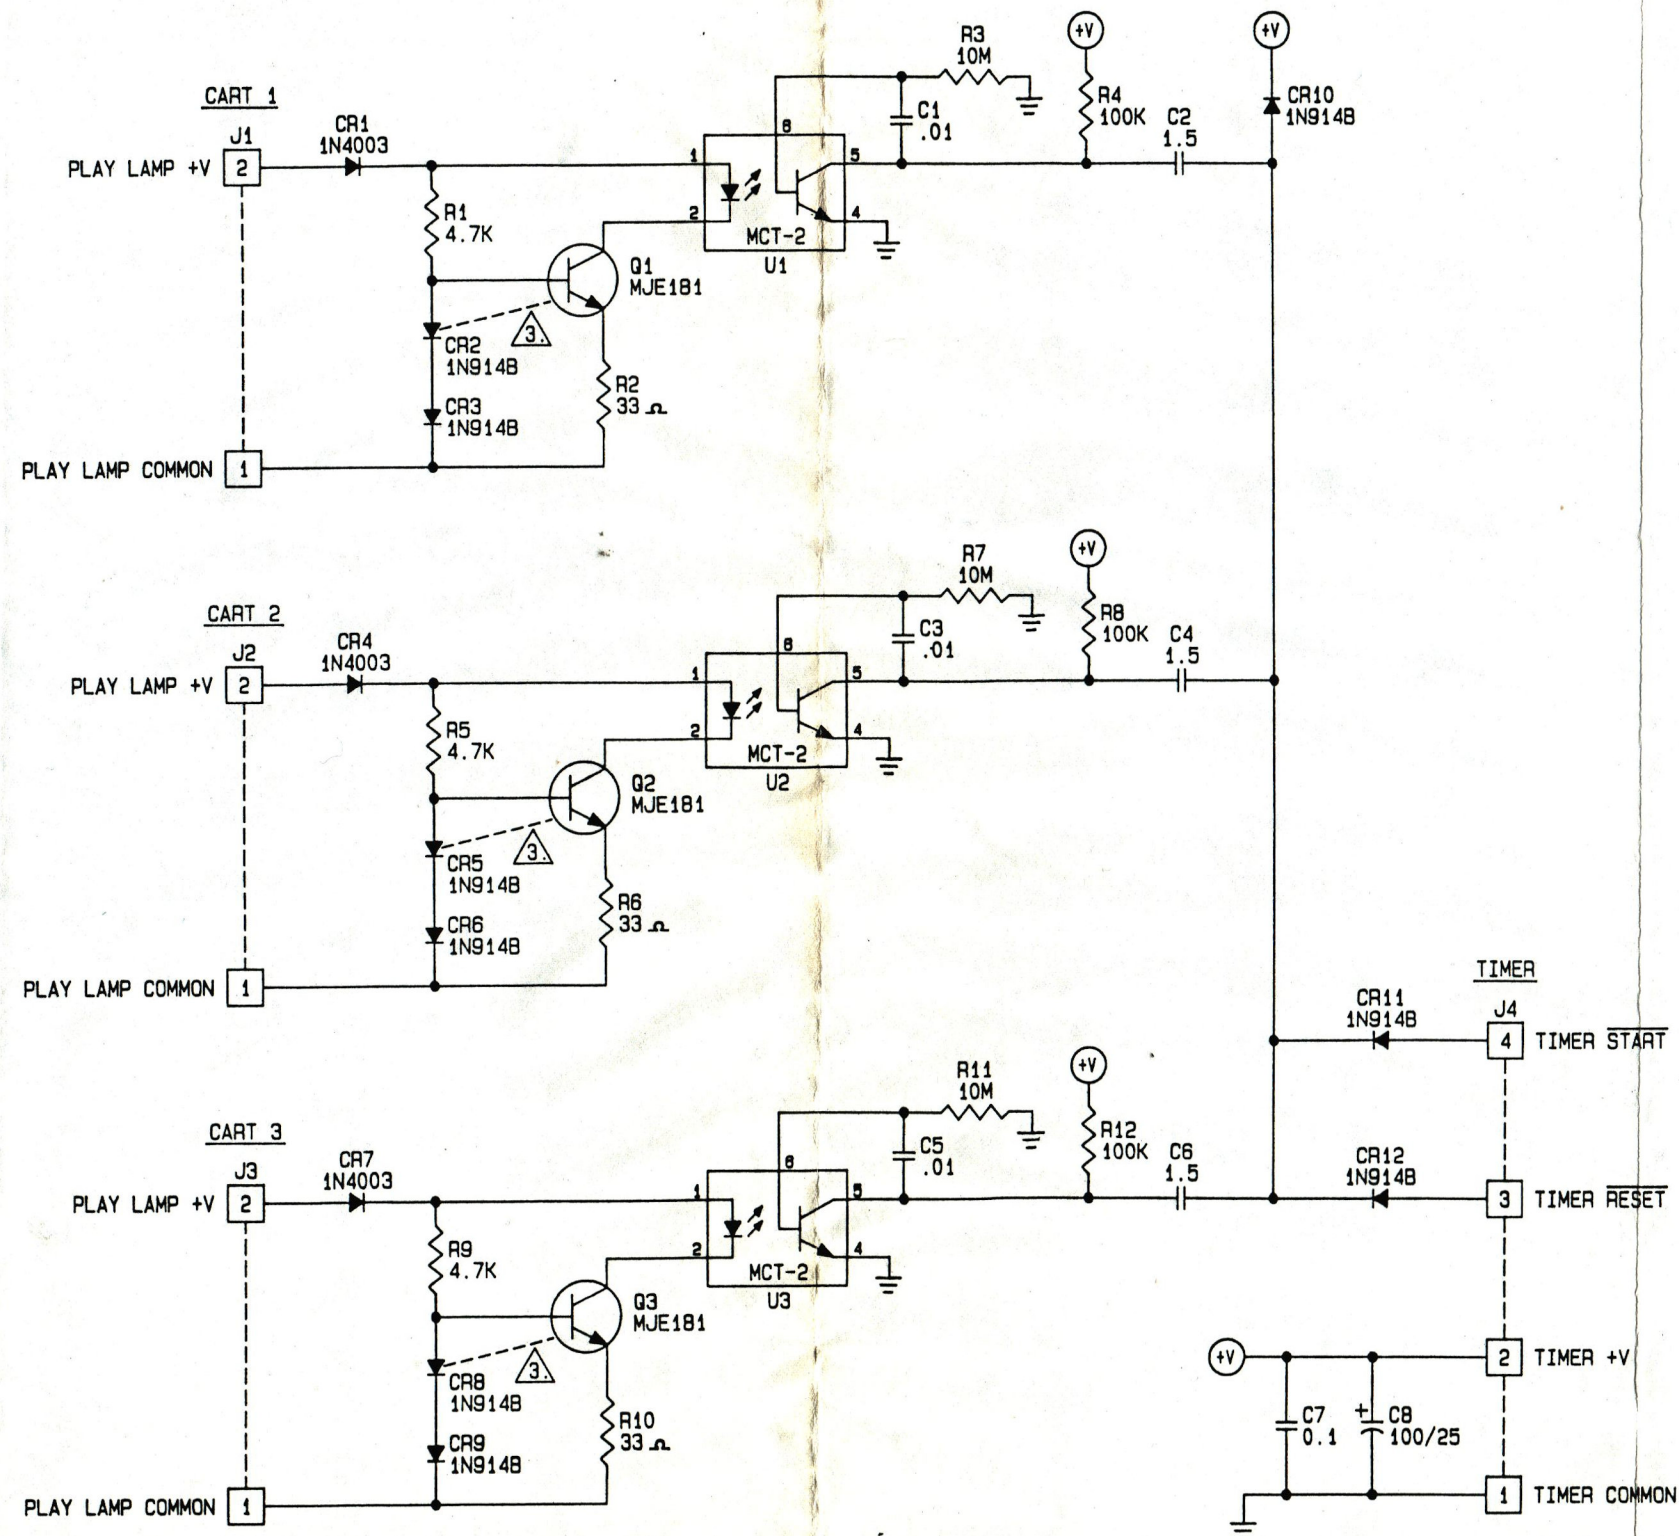 CART 1
J1
PLAY LAMP +V
2
CR1
1N4003
R1
4.7K
CR2
1N914B
CR3
1N914B
3.
Q1
MJE181
R2
33 Ω
PLAY LAMP COMMON
1
1
2
6
5
4
MCT-2
U1
R3
10M
C1
.01
+V
R4
100K
C2
1.5
+V
CR10
1N914B
CART 2
J2
PLAY LAMP +V
2
CR4
1N4003
R5
4.7K
CR5
1N914B
CR6
1N914B
3.
Q2
MJE181
R6
33 Ω
PLAY LAMP COMMON
1
1
2
6
5
4
MCT-2
U2
R7
10M
C3
.01
+V
R8
100K
C4
1.5
CART 3
J3
PLAY LAMP +V
2
CR7
1N4003
R9
4.7K
CR8
1N914B
CR9
1N914B
3.
Q3
MJE181
R10
33 Ω
PLAY LAMP COMMON
1
1
2
6
5
4
MCT-2
U3
R11
10M
C5
.01
+V
R12
100K
C6
1.5
TIMER
J4
CR11
1N914B
4
TIMER START
CR12
1N914B
3
TIMER RESET
+V
2
TIMER +V
C7
0.1
+
C8
100/25
1
TIMER COMMON